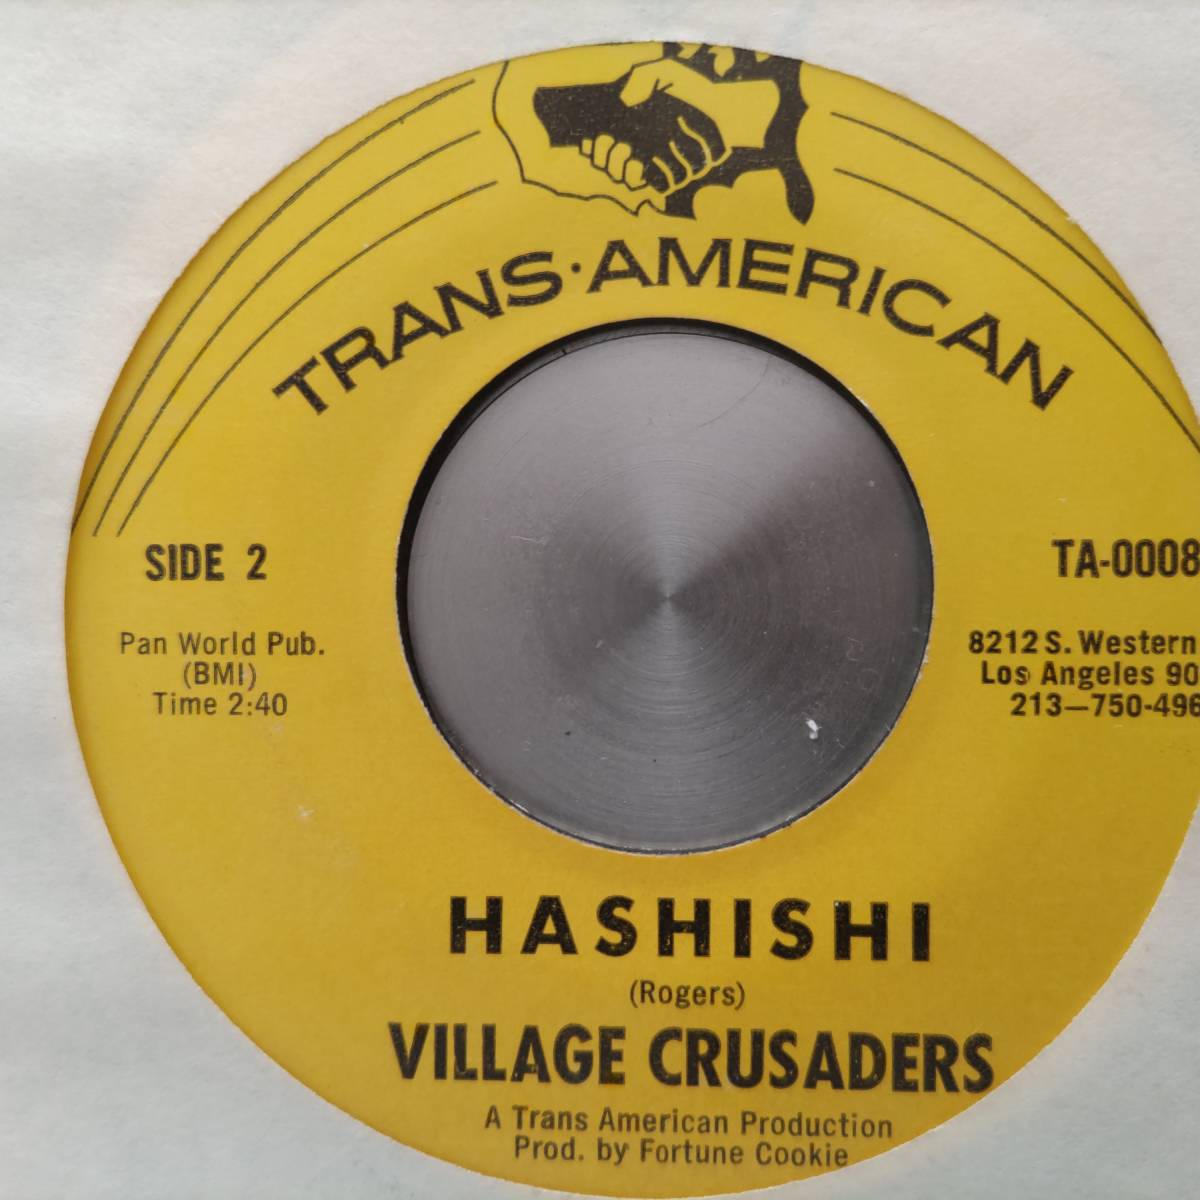 TRANS·AMERICAN
SIDE 2
Pan World Pub.
(BMI)
Time 2:40
TA-0008
8212 S. Western
Los Angeles 90
213—750-496
HASHISHI
(Rogers)
VILLAGE CRUSADERS
A Trans American Production
Prod. by Fortune Cookie